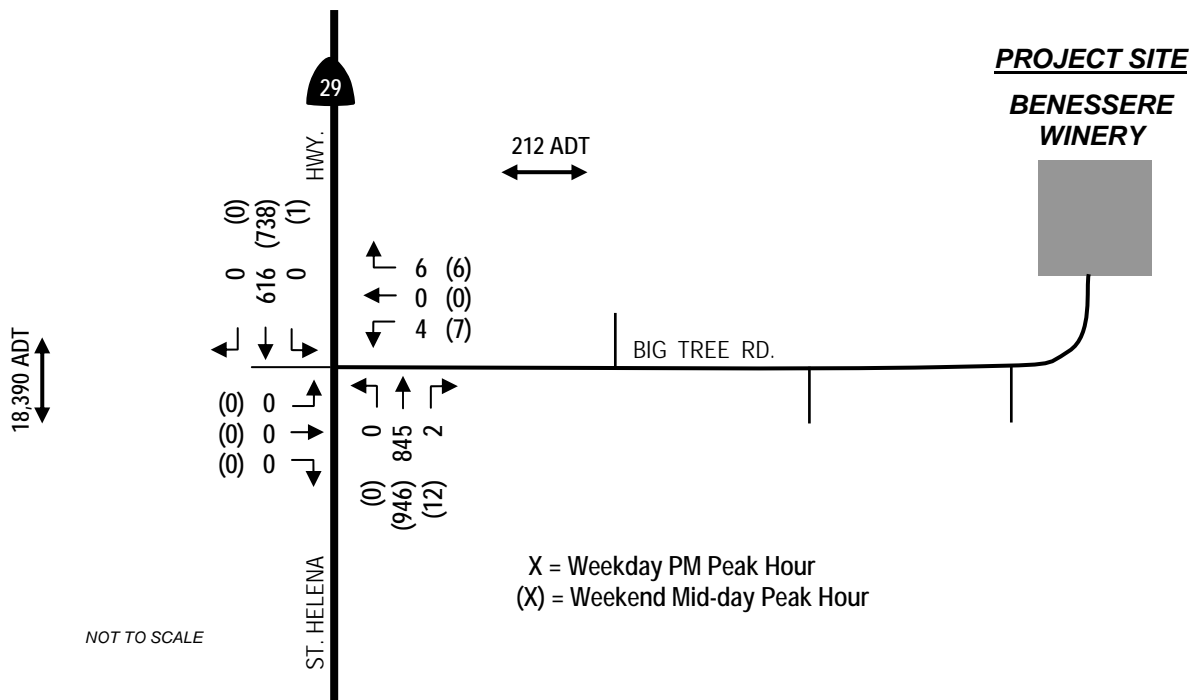 PROJECT SITE
BENESSERE
WINERY
29
HWY.
212 ADT
(0)
(738)
(1)
0
616
0
6 (6)
0 (0)
4 (7)
18,390 ADT
BIG TREE RD.
(0) 0
(0) 0
(0) 0
0
845
2
(0)
(946)
(12)
ST. HELENA
X = Weekday PM Peak Hour
(X) = Weekend Mid-day Peak Hour
NOT TO SCALE